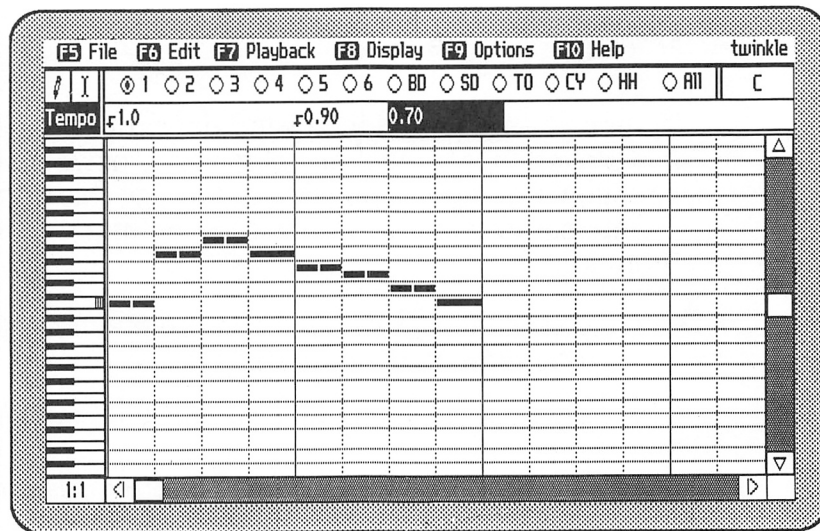 F5 File F6 Edit F7 Playback F8 Display F9 Options F10 Help twinkle
1 2 3 4 5 6 BD SD TO CY HH All C
Tempo 1.0 0.90 0.70
1:1